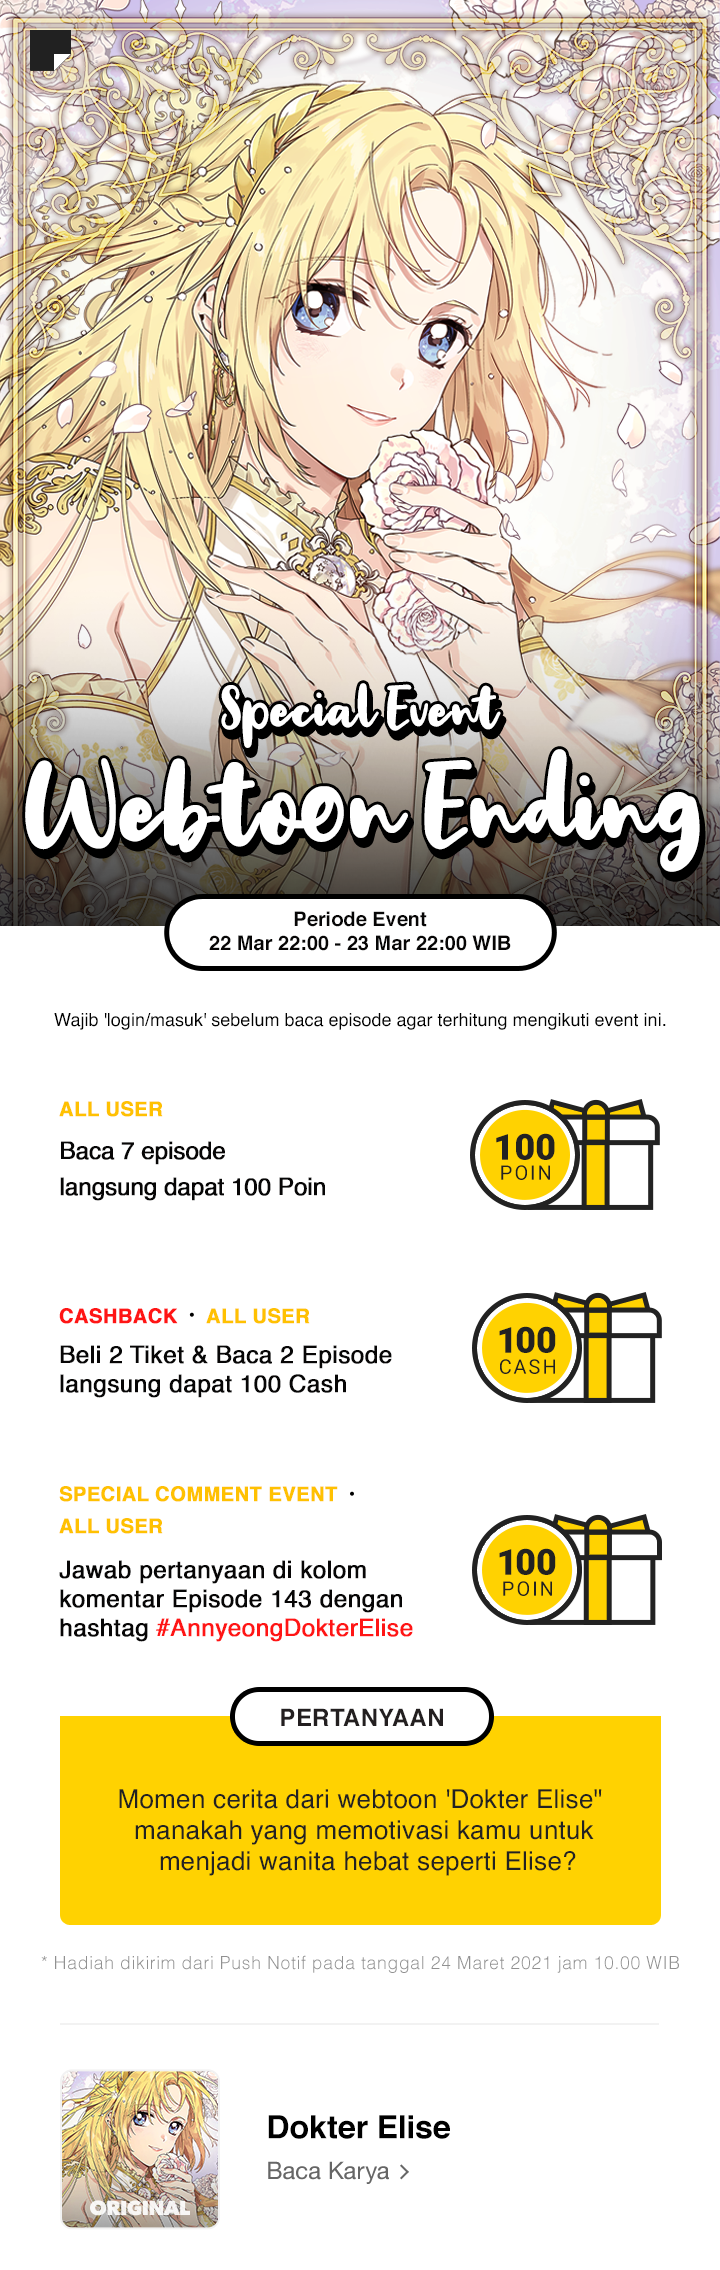 Special Event
Webtoon Ending
Periode Event
22 Mar 22:00 - 23 Mar 22:00 WIB
Wajib 'login/masuk' sebelum baca episode agar terhitung mengikuti event ini.
ALL USER
Baca 7 episode
langsung dapat 100 Poin
100
POIN
CASHBACK · ALL USER
Beli 2 Tiket & Baca 2 Episode
langsung dapat 100 Cash
100
CASH
SPECIAL COMMENT EVENT ·
ALL USER
Jawab pertanyaan di kolom
komentar Episode 143 dengan
hashtag #AnnyeongDokterElise
100
POIN
PERTANYAAN
Momen cerita dari webtoon 'Dokter Elise"
manakah yang memotivasi kamu untuk
menjadi wanita hebat seperti Elise?
* Hadiah dikirim dari Push Notif pada tanggal 24 Maret 2021 jam 10.00 WIB
ORIGINAL
Dokter Elise
Baca Karya >